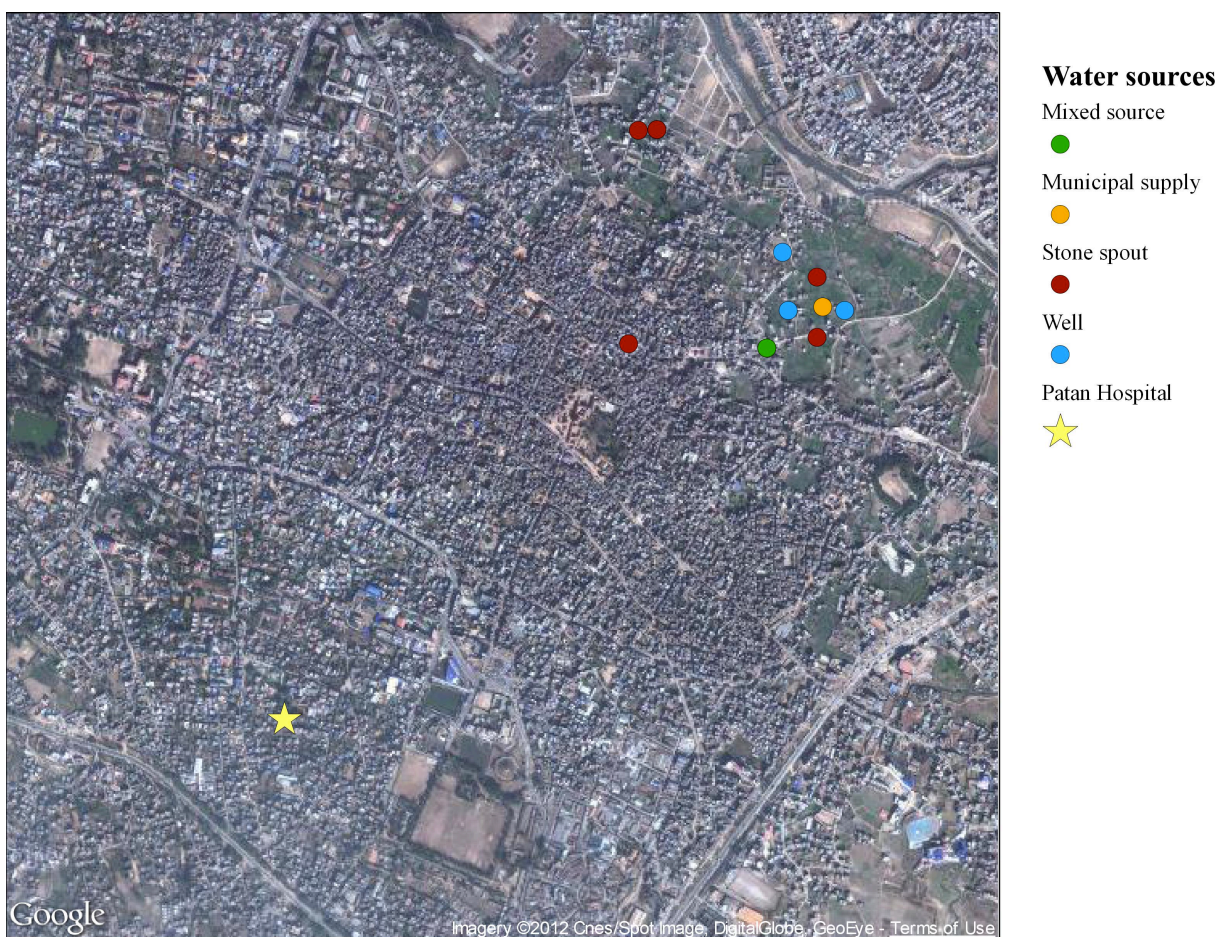 Water sources
Mixed source
Municipal supply
Stone spout
Well
Patan Hospital
Google
Imagery ©2012 Cnes/Spot Image, DigitalGlobe, GeoEye - Terms of Use